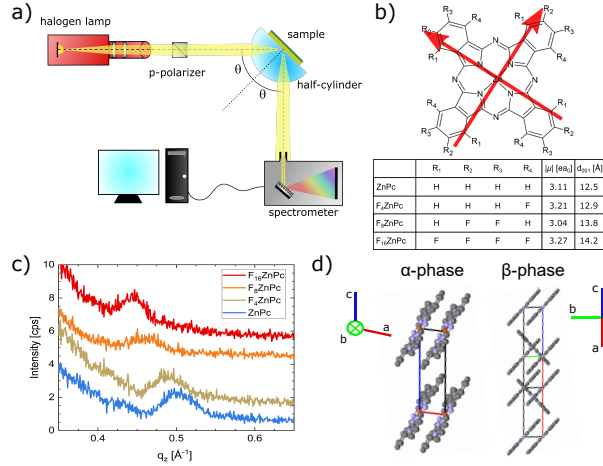 a)
halogen lamp
p-polarizer
sample
θ
θ
half-cylinder
spectrometer
b)
R₃ R₂
R₄ R₁
R₂ R₃
R₁ R₄
N
N N
N N
N N
N
R₄ R₁
R₃ R₂
R₁ R₄
R₂ R₃
R₁ R₂ R₃ R₄ |μ| [ea₀] d₀₀₁ [Å]
ZnPc H H H H 3.11 12.5
F₄ZnPc H H H F 3.21 12.9
F₈ZnPc H F F H 3.04 13.8
F₁₆ZnPc F F F F 3.27 14.2
c)
10
8
6
4
2
0
Intensity [cps]
F₁₆ZnPc
F₈ZnPc
F₄ZnPc
ZnPc
0.4 0.5 0.6
q_z [Å⁻¹]
d)
α-phase β-phase
c
a
b
c
b
a